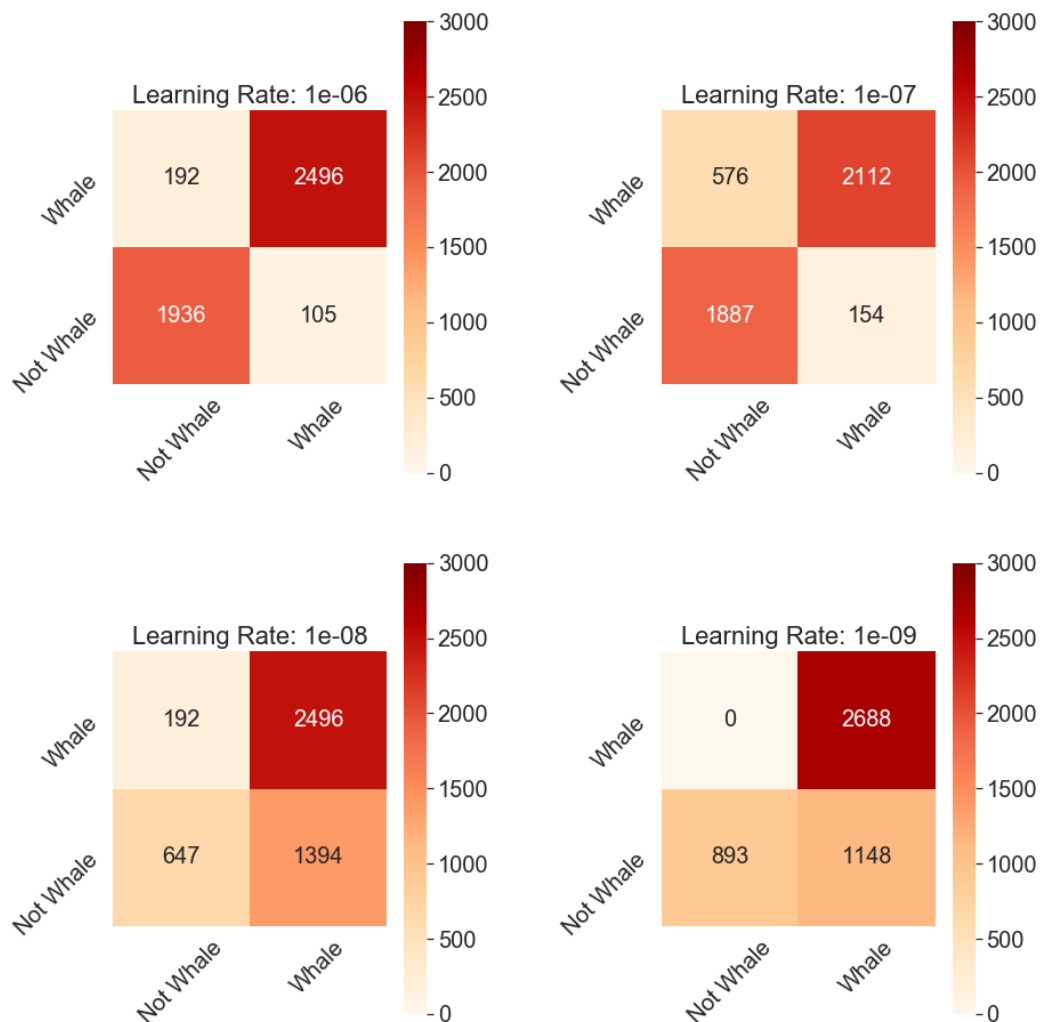 3000
3000
Learning Rate: 1e-06
2500
Learning Rate: 1e-07
2500
Whale
192
2496
2000
Whale
576
2112
2000
1500
1500
Not Whale
1936
105
1000
Not Whale
1887
154
1000
500
500
Not Whale
Whale
0
Not Whale
Whale
0
3000
3000
Learning Rate: 1e-08
2500
Learning Rate: 1e-09
2500
Whale
192
2496
2000
Whale
0
2688
2000
1500
1500
Not Whale
647
1394
1000
Not Whale
893
1148
1000
500
500
Not Whale
Whale
0
Not Whale
Whale
0